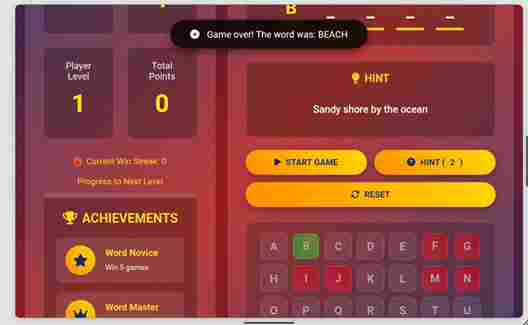 Game over! The word was: BEACH
B _ _ _ _
Player
Level
1
Total
Points
0
HINT
Sandy shore by the ocean
Current Win Streak: 0
Progress to Next Level
START GAME
HINT ( 2 )
RESET
ACHIEVEMENTS
Word Novice
Win 5 games
Word Master
A B C D E F G
H I J K L M N
O P Q R S T U